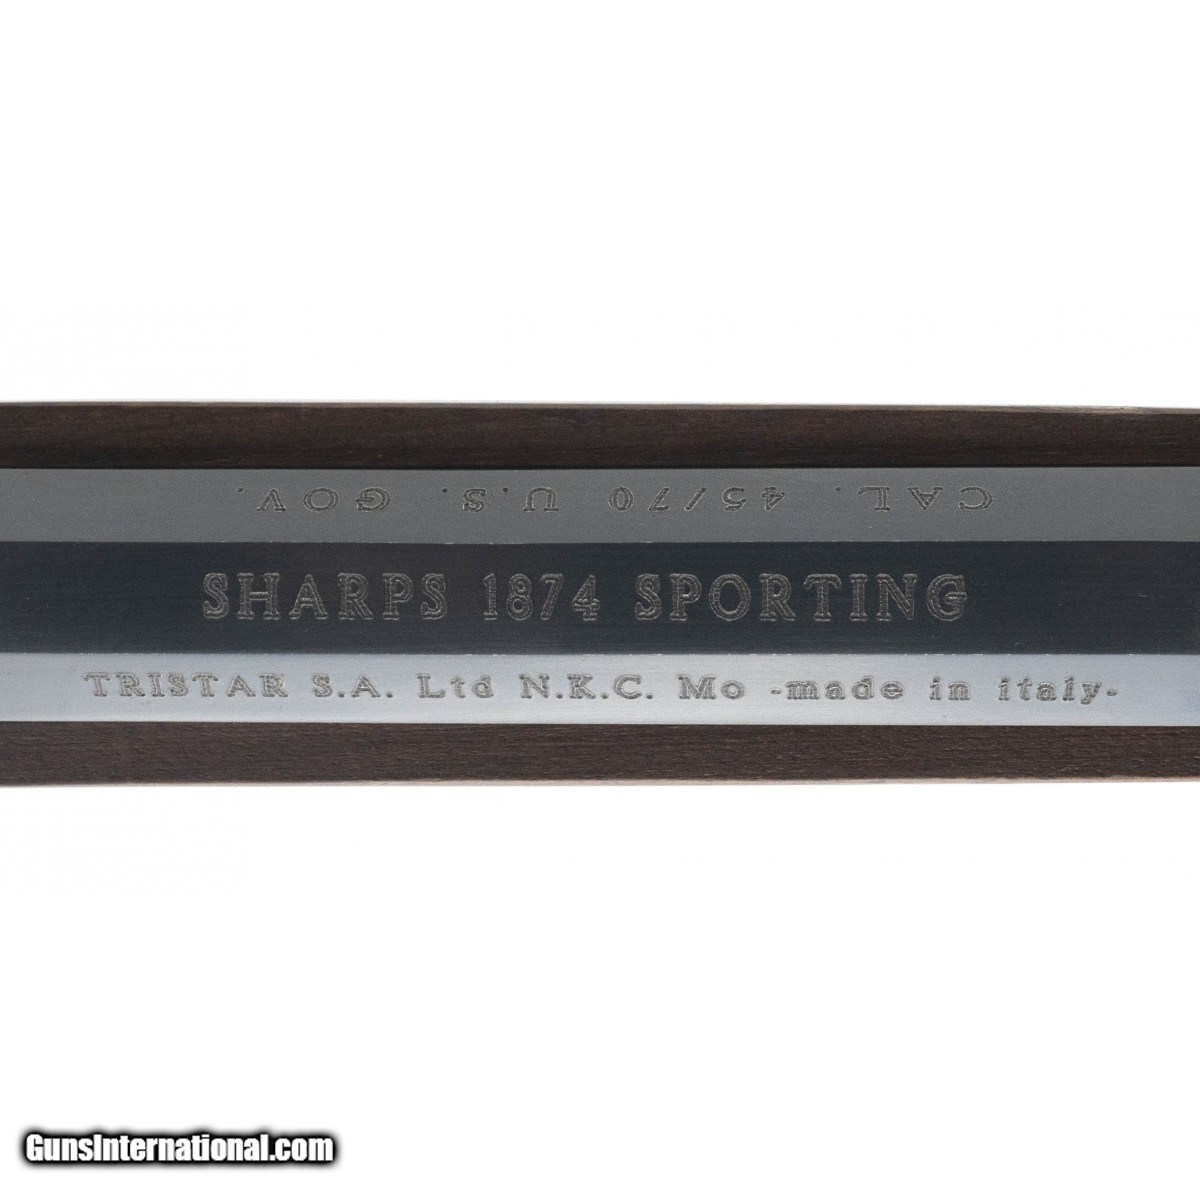 CAL. 45/70 U.S. GOV.
SHARPS 1874 SPORTING
TRISTAR S.A. Ltd N.K.C. Mo -made in italy-
GunsInternational.com